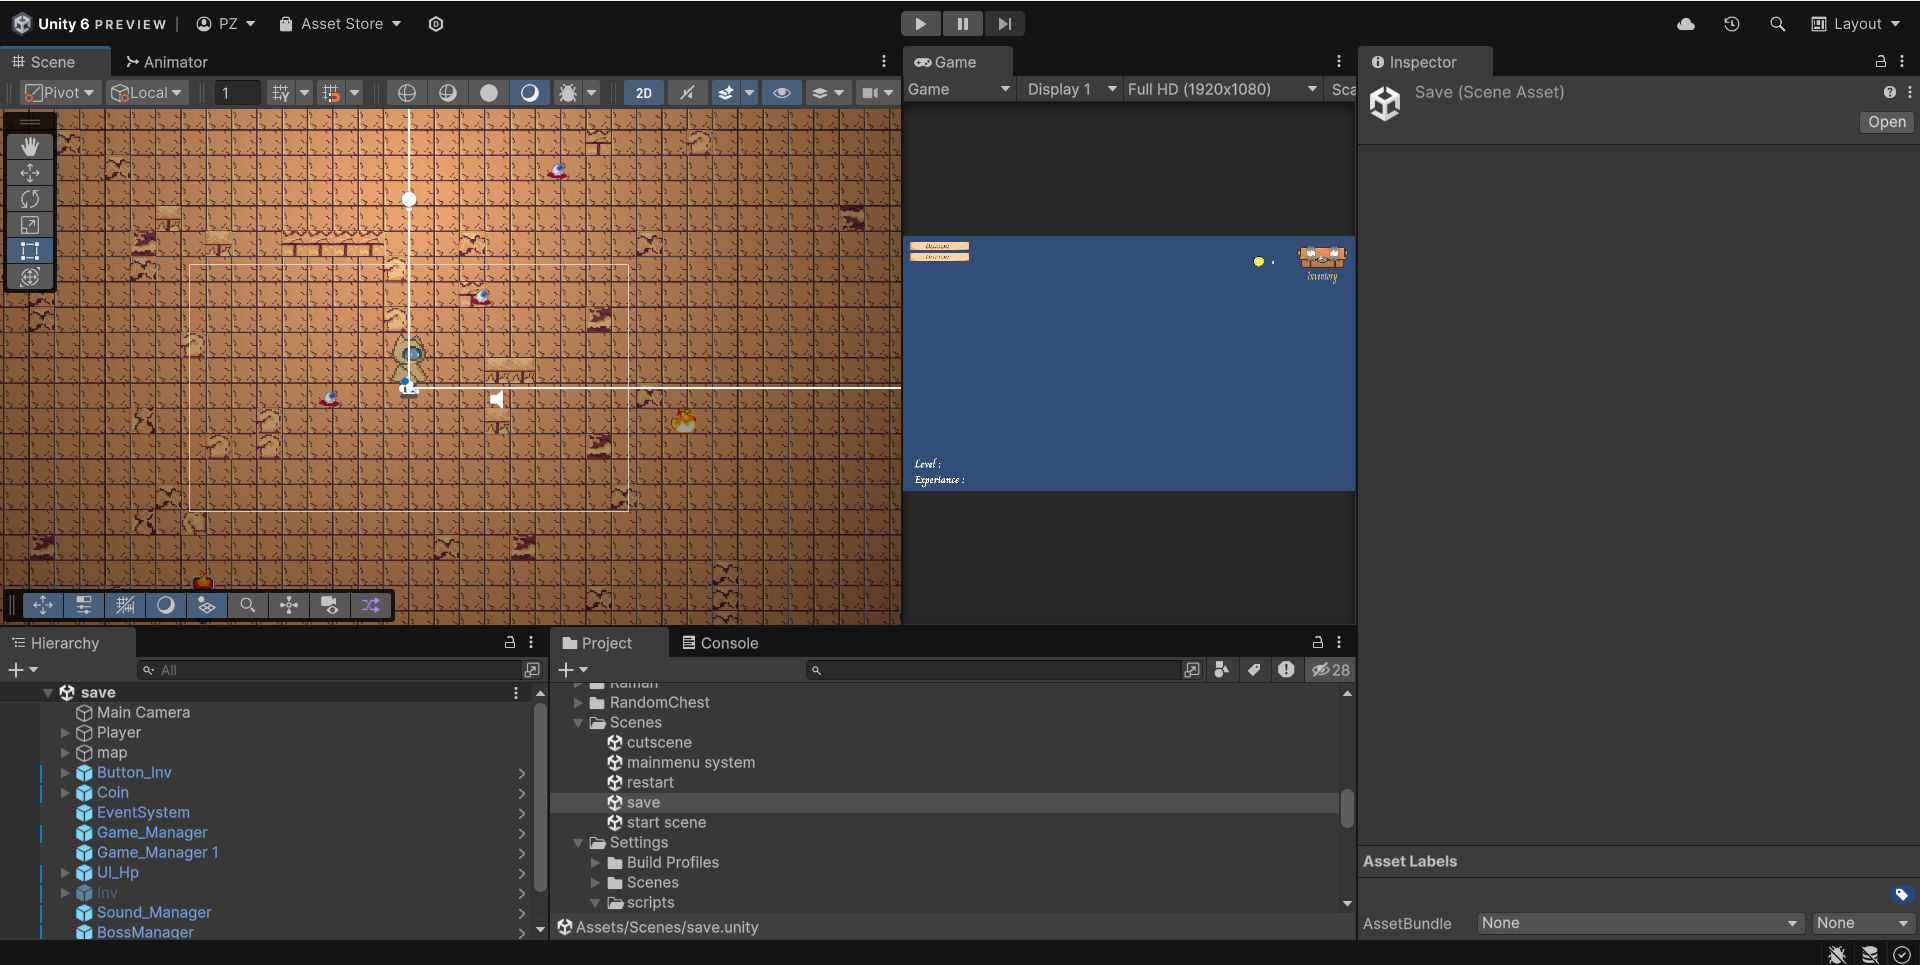 Unity 6 PREVIEW | PZ Asset Store Layout
Scene Animator Game Inspector
Pivot Local 1 2D
Game Display 1 Full HD (1920x1080) Sca
Save (Scene Asset)
Open
Inventory
Level :
Experiance :
Hierarchy
All
save
Main Camera
Player
map
Button_Inv
Coin
EventSystem
Game_Manager
Game_Manager 1
UI_Hp
Inv
Sound_Manager
BossManager
Project Console
28
Raman
RandomChest
Scenes
cutscene
mainmenu system
restart
save
start scene
Settings
Build Profiles
Scenes
scripts
Assets/Scenes/save.unity
Asset Labels
AssetBundle None None